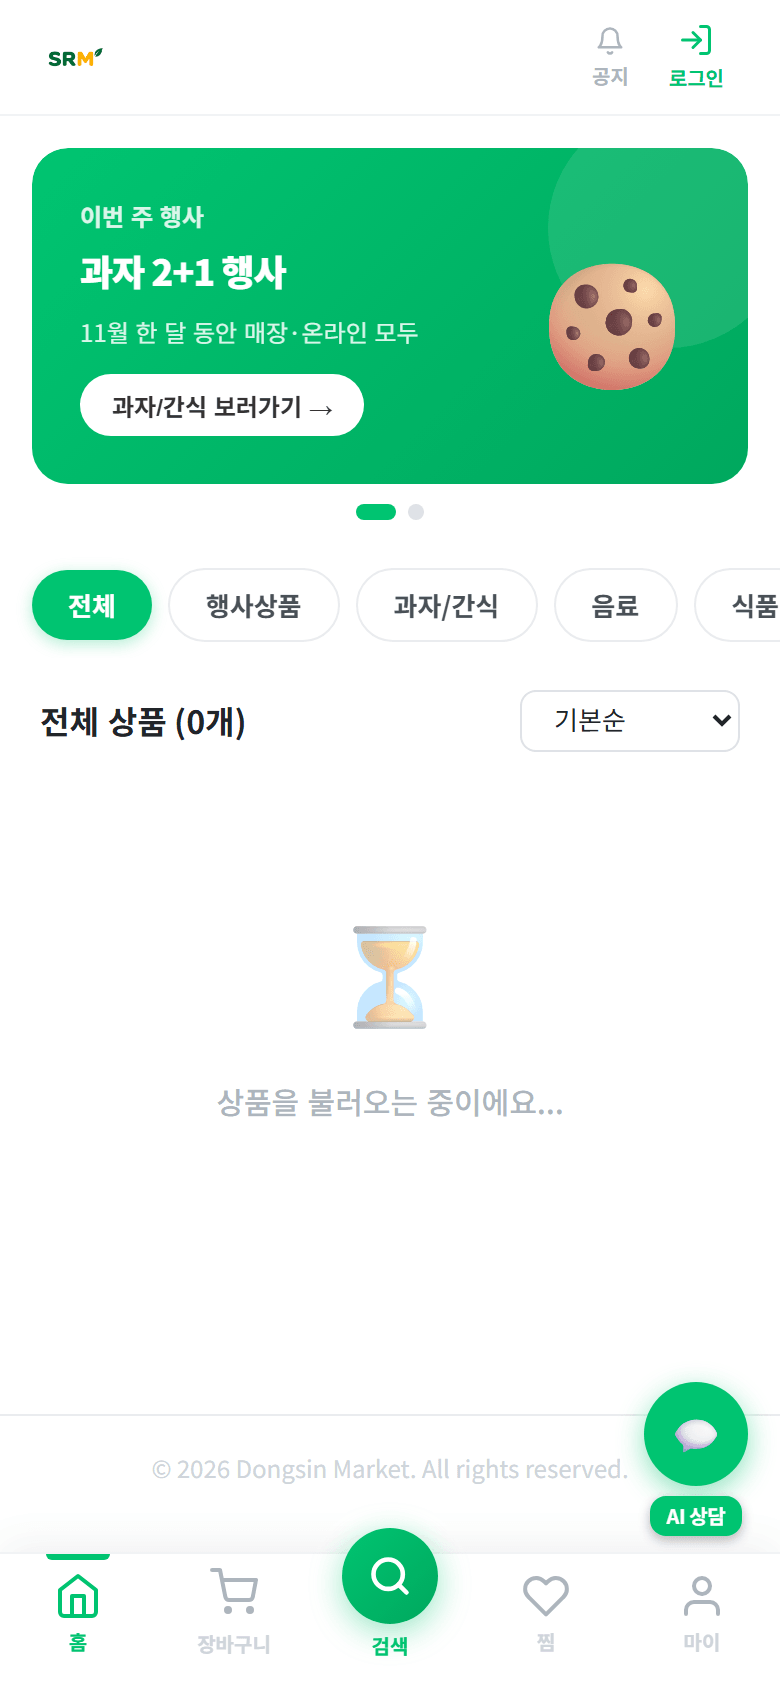 SRM
공지
로그인
이번 주 행사
과자 2+1 행사
11월 한 달 동안 매장·온라인 모두
과자/간식 보러가기 →
전체
행사상품
과자/간식
음료
식품
전체 상품 (0개)
기본순
상품을 불러오는 중이에요...
© 2026 Dongsin Market. All rights reserved.
AI 상담
홈
장바구니
검색
찜
마이